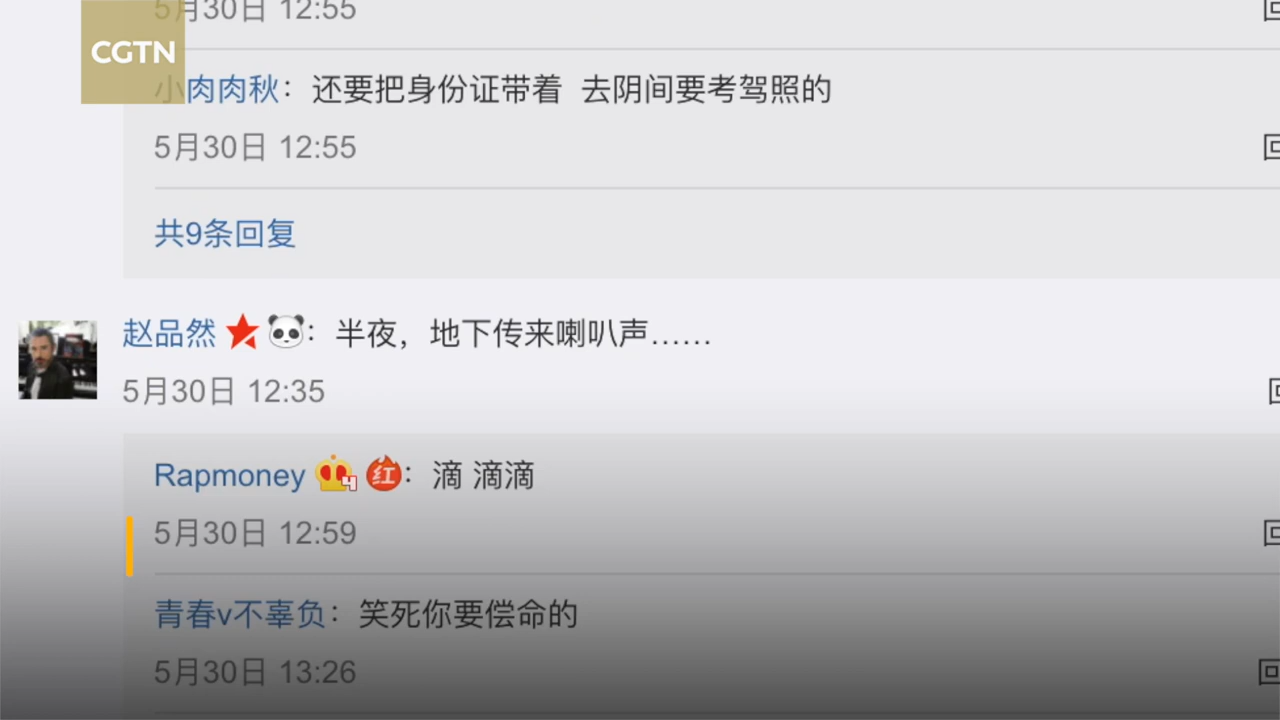 5月30日 12:55
CGTN
小肉肉秋：还要把身份证带着 去阴间要考驾照的
5月30日 12:55
共9条回复
赵品然：半夜，地下传来喇叭声……
5月30日 12:35
Rapmoney 4 红：滴 滴滴
5月30日 12:59
青春v不辜负：笑死你要偿命的
5月30日 13:26